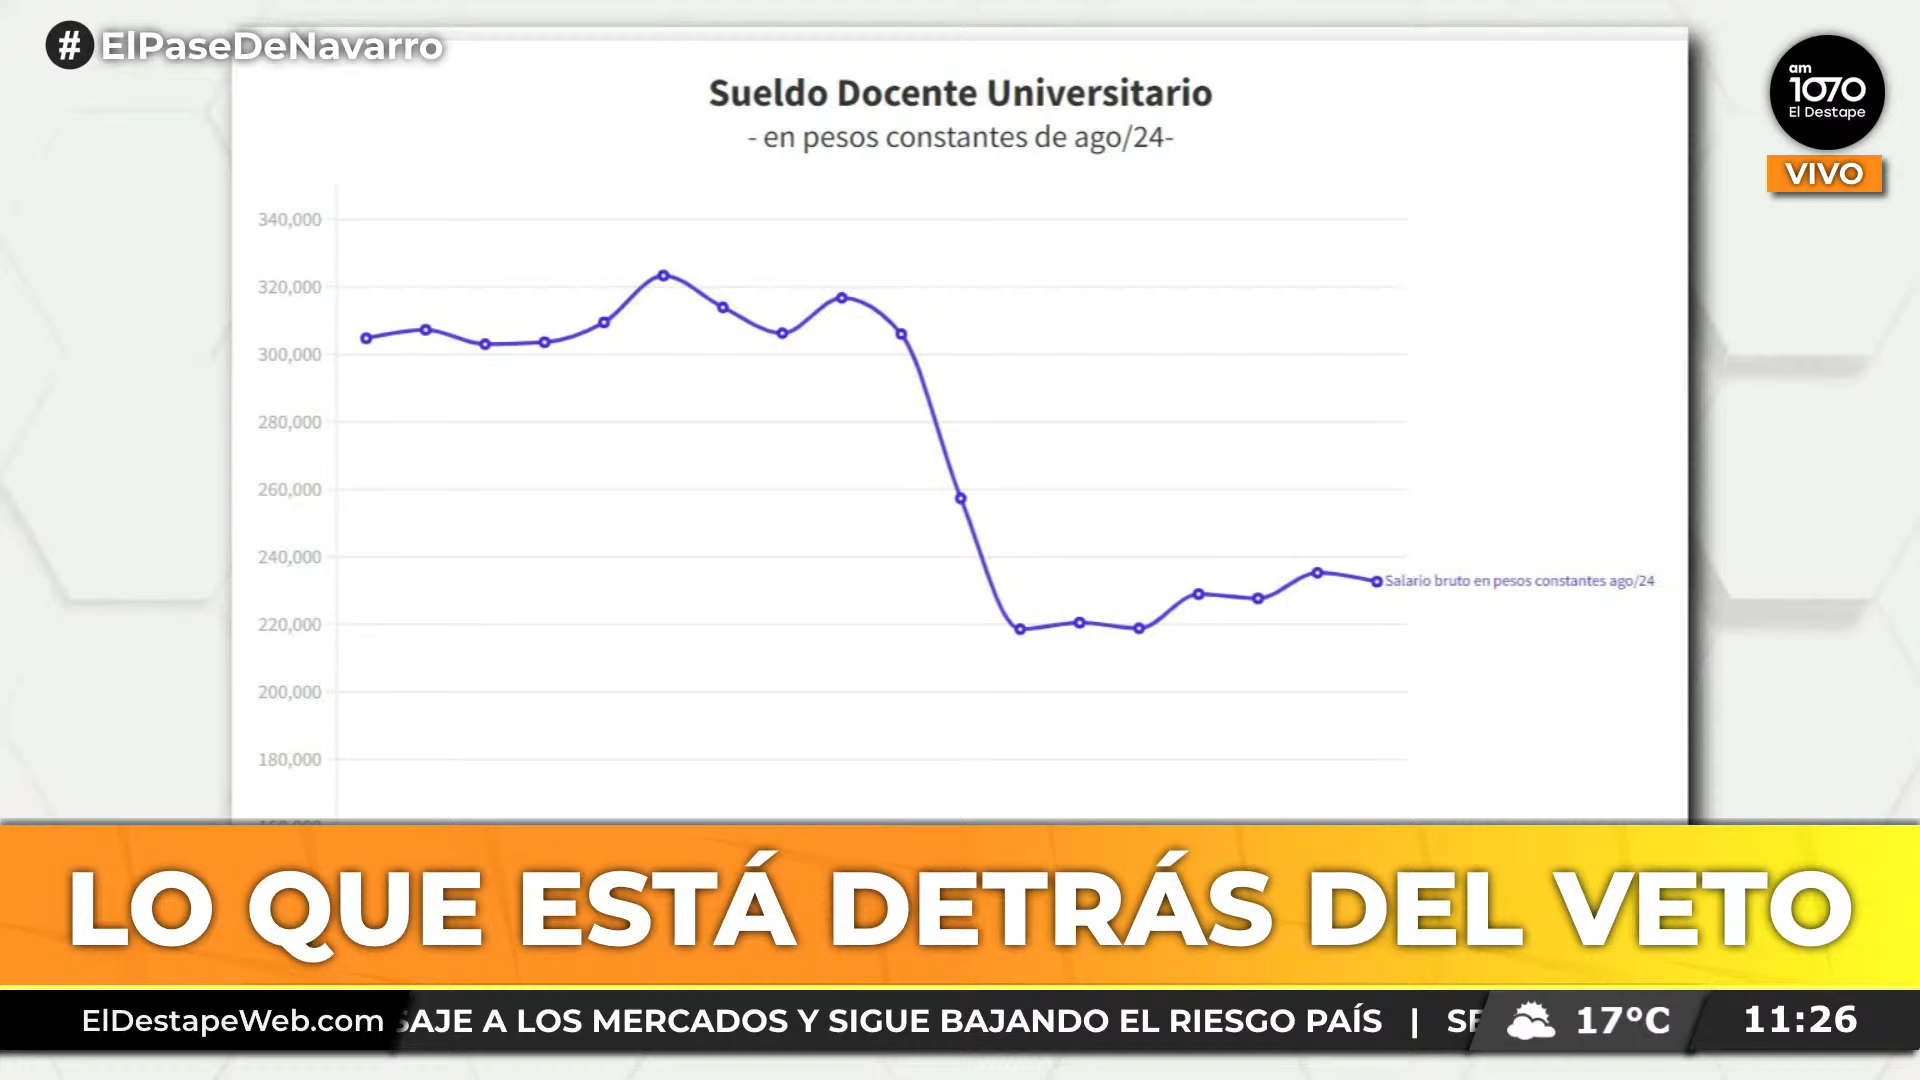 # ElPaseDeNavarro
am
1070
El Destape
VIVO
Sueldo Docente Universitario
- en pesos constantes de ago/24-
340,000
320,000
300,000
280,000
260,000
240,000
220,000
200,000
180,000
Salario bruto en pesos constantes ago/24
LO QUE ESTÁ DETRÁS DEL VETO
ElDestapeWeb.com
SAJE A LOS MERCADOS Y SIGUE BAJANDO EL RIESGO PAÍS | SE
17°C
11:26